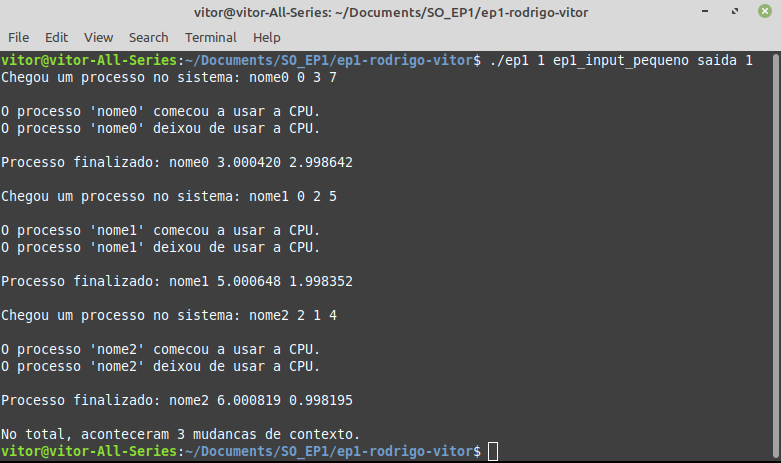 vitor@vitor-All-Series: ~/Documents/SO_EP1/ep1-rodrigo-vitor
File Edit View Search Terminal Help
vitor@vitor-All-Series:~/Documents/SO_EP1/ep1-rodrigo-vitor$ ./ep1 1 ep1_input_pequeno saida 1
Chegou um processo no sistema: nome0 0 3 7
O processo 'nome0' comecou a usar a CPU.
O processo 'nome0' deixou de usar a CPU.
Processo finalizado: nome0 3.000420 2.998642
Chegou um processo no sistema: nome1 0 2 5
O processo 'nome1' comecou a usar a CPU.
O processo 'nome1' deixou de usar a CPU.
Processo finalizado: nome1 5.000648 1.998352
Chegou um processo no sistema: nome2 2 1 4
O processo 'nome2' comecou a usar a CPU.
O processo 'nome2' deixou de usar a CPU.
Processo finalizado: nome2 6.000819 0.998195
No total, aconteceram 3 mudancas de contexto.
vitor@vitor-All-Series:~/Documents/SO_EP1/ep1-rodrigo-vitor$